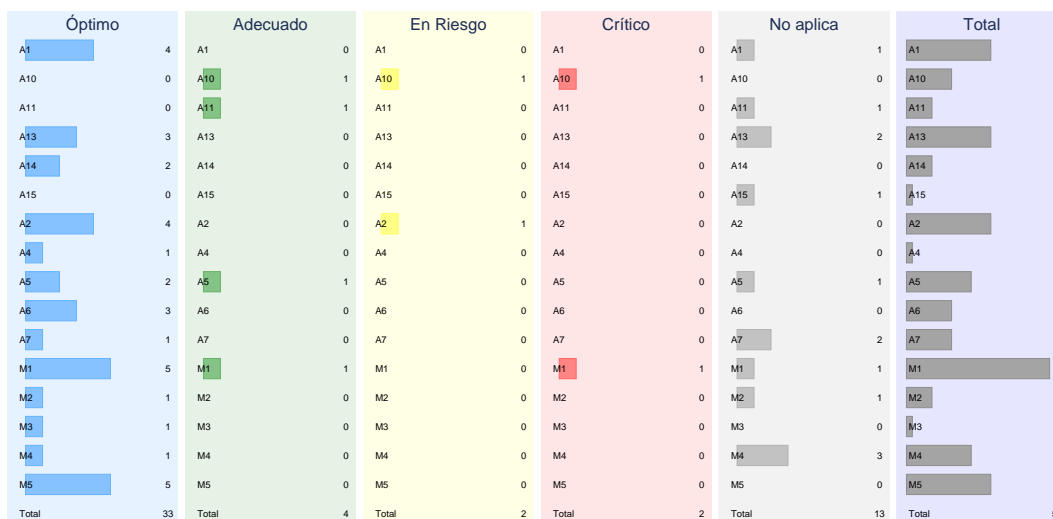 Óptimo Adecuado En Riesgo Crítico No aplica Total
A1 4 A1 0 A1 0 A1 0 A1 1 A1
A10 0 A10 1 A10 1 A10 1 A10 0 A10
A11 0 A11 1 A11 0 A11 0 A11 1 A11
A13 3 A13 0 A13 0 A13 0 A13 2 A13
A14 2 A14 0 A14 0 A14 0 A14 0 A14
A15 0 A15 0 A15 0 A15 0 A15 1 A15
A2 4 A2 0 A2 1 A2 0 A2 0 A2
A4 1 A4 0 A4 0 A4 0 A4 0 A4
A5 2 A5 1 A5 0 A5 0 A5 1 A5
A6 3 A6 0 A6 0 A6 0 A6 0 A6
A7 1 A7 0 A7 0 A7 0 A7 2 A7
M1 5 M1 1 M1 0 M1 1 M1 1 M1
M2 1 M2 0 M2 0 M2 0 M2 1 M2
M3 1 M3 0 M3 0 M3 0 M3 0 M3
M4 1 M4 0 M4 0 M4 0 M4 3 M4
M5 5 M5 0 M5 0 M5 0 M5 0 M5
Total 33 Total 4 Total 2 Total 2 Total 13 Total